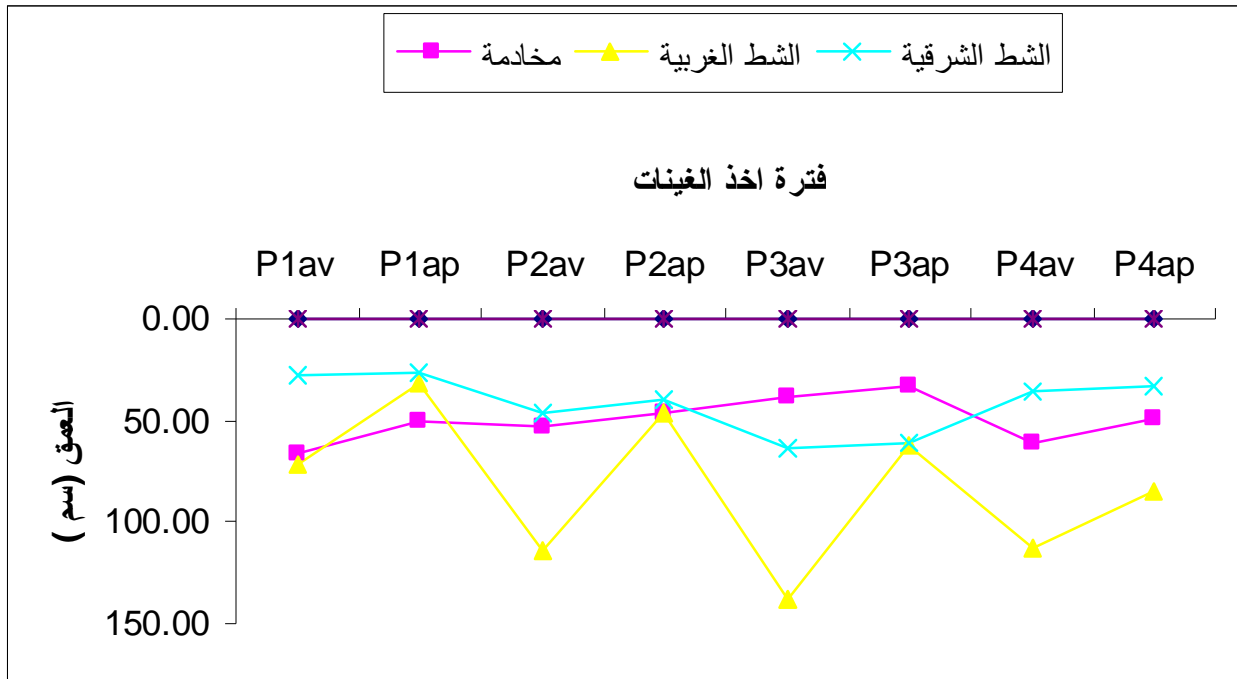 مخادمة الشط الغربية الشط الشرقية
فترة اخذ الغينات
P1av P1ap P2av P2ap P3av P3ap P4av P4ap
0.00
50.00
100.00
150.00
العمق (سم )